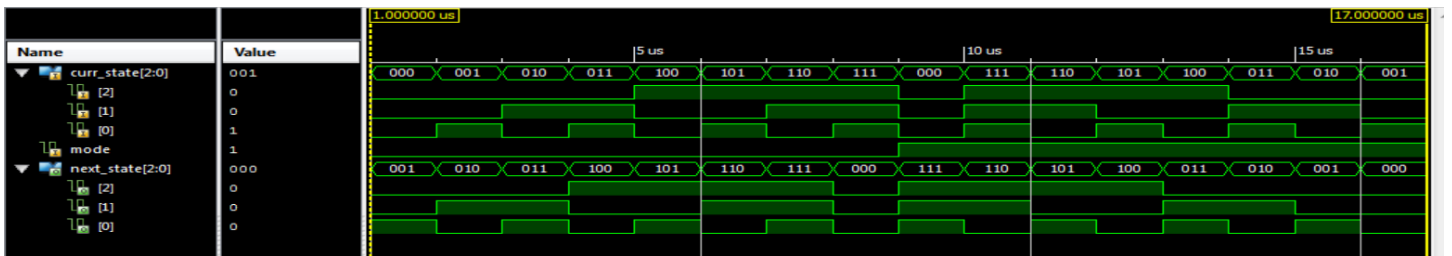 1.000000 us 17.000000 us
Name Value 5 us 10 us 15 us
curr_state[2:0] 001 000 001 010 011 100 101 110 111 000 111 110 101 100 011 010 001
[2] 0
[1] 0
[0] 1
mode 1
next_state[2:0] 000 001 010 011 100 101 110 111 000 111 110 101 100 011 010 001 000
[2] 0
[1] 0
[0] 0